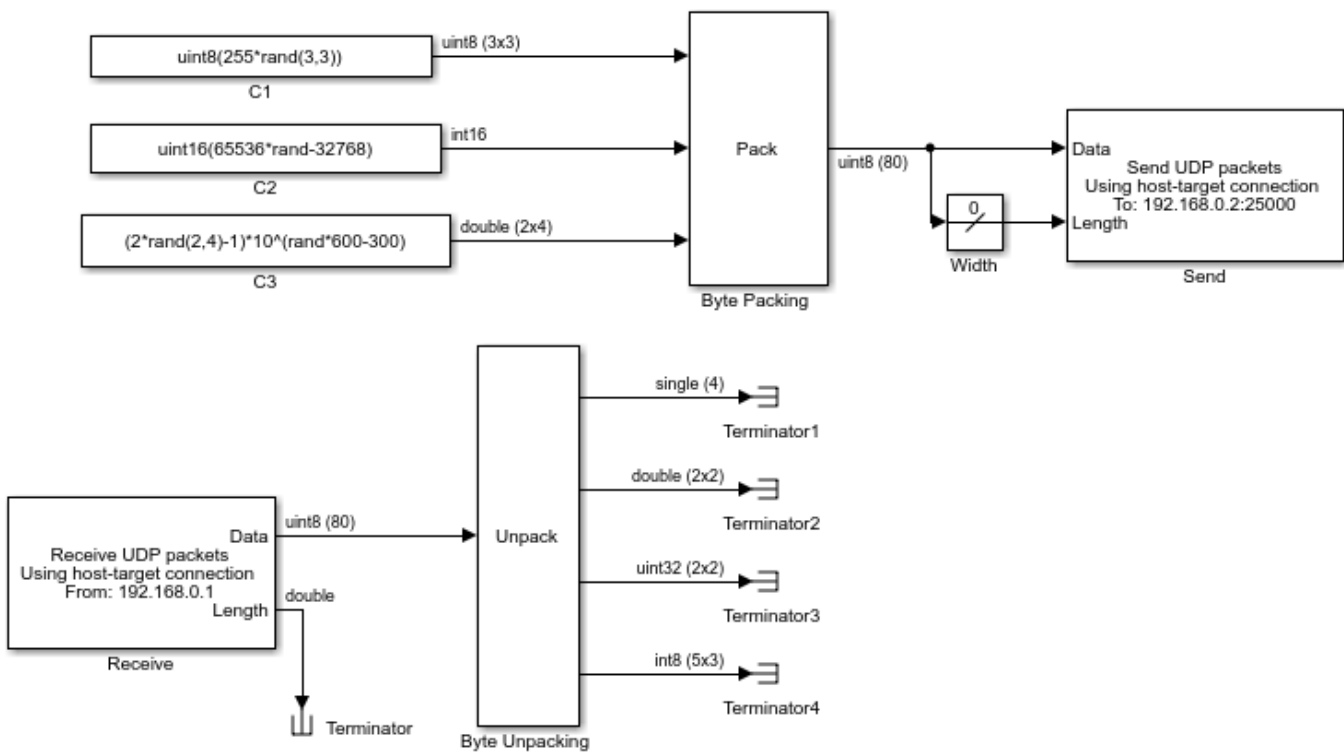 uint8(255*rand(3,3))
uint8 (3x3)
C1
uint16(65536*rand-32768)
int16
C2
(2*rand(2,4)-1)*10^(rand*600-300)
double (2x4)
C3
Pack
Byte Packing
uint8 (80)
0
Width
Data
Send UDP packets
Using host-target connection
To: 192.168.0.2:25000
Length
Send
Data
Receive UDP packets
Using host-target connection
From: 192.168.0.1
Length
Receive
uint8 (80)
double
Terminator
Unpack
Byte Unpacking
single (4)
Terminator1
double (2x2)
Terminator2
uint32 (2x2)
Terminator3
int8 (5x3)
Terminator4